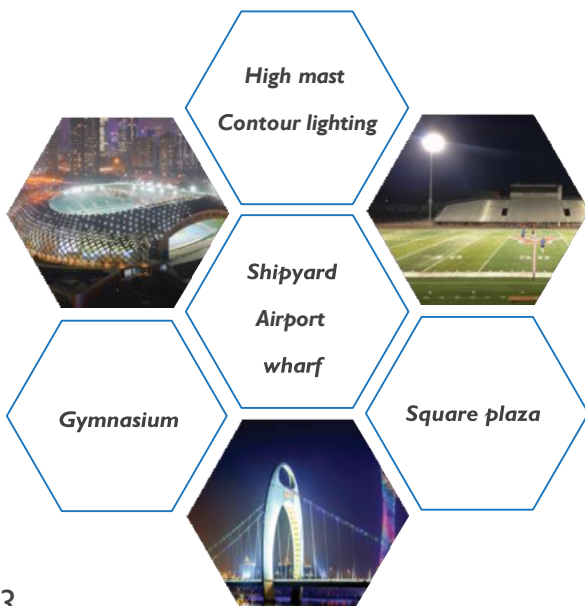 High mast
Contour lighting
Shipyard
Airport
wharf
Gymnasium
Square plaza
3